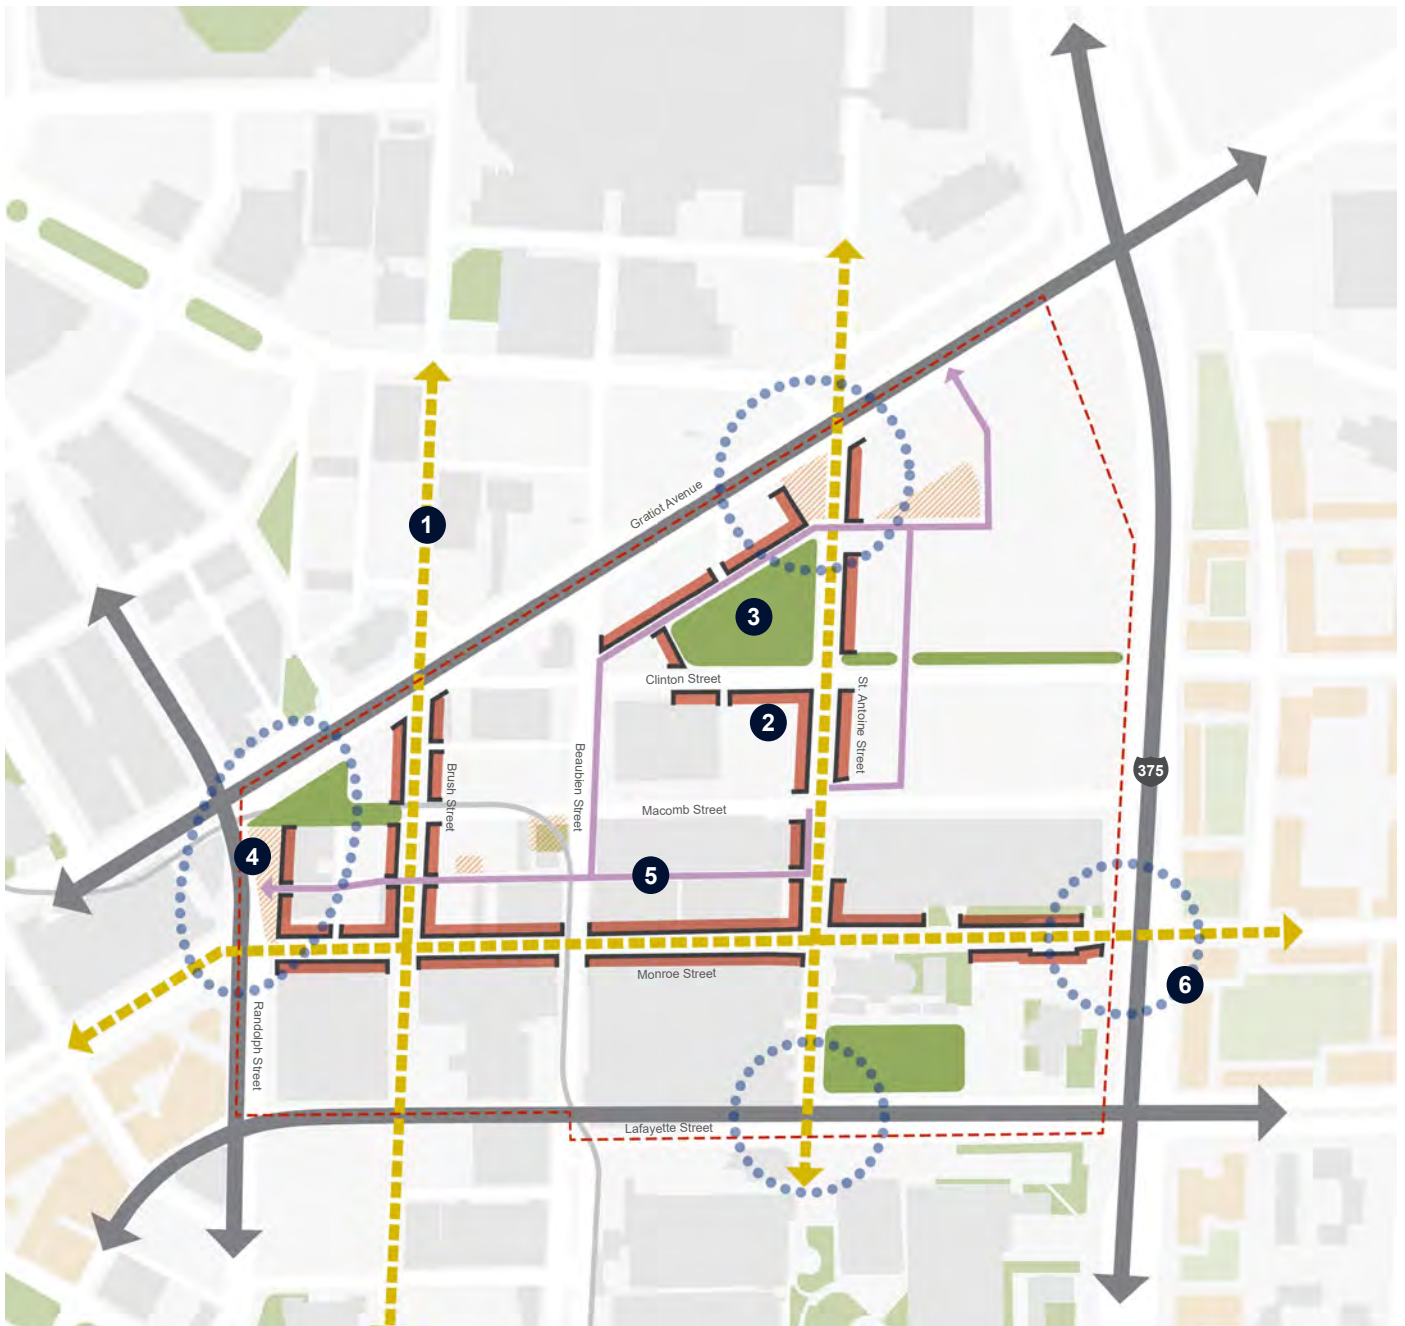 Gratiot Avenue
1
3
Clinton Street
St. Antoine Street
2
Beaubien Street
Brush Street
375
Macomb Street
4
5
Monroe Street
6
Randolph Street
Lafayette Street